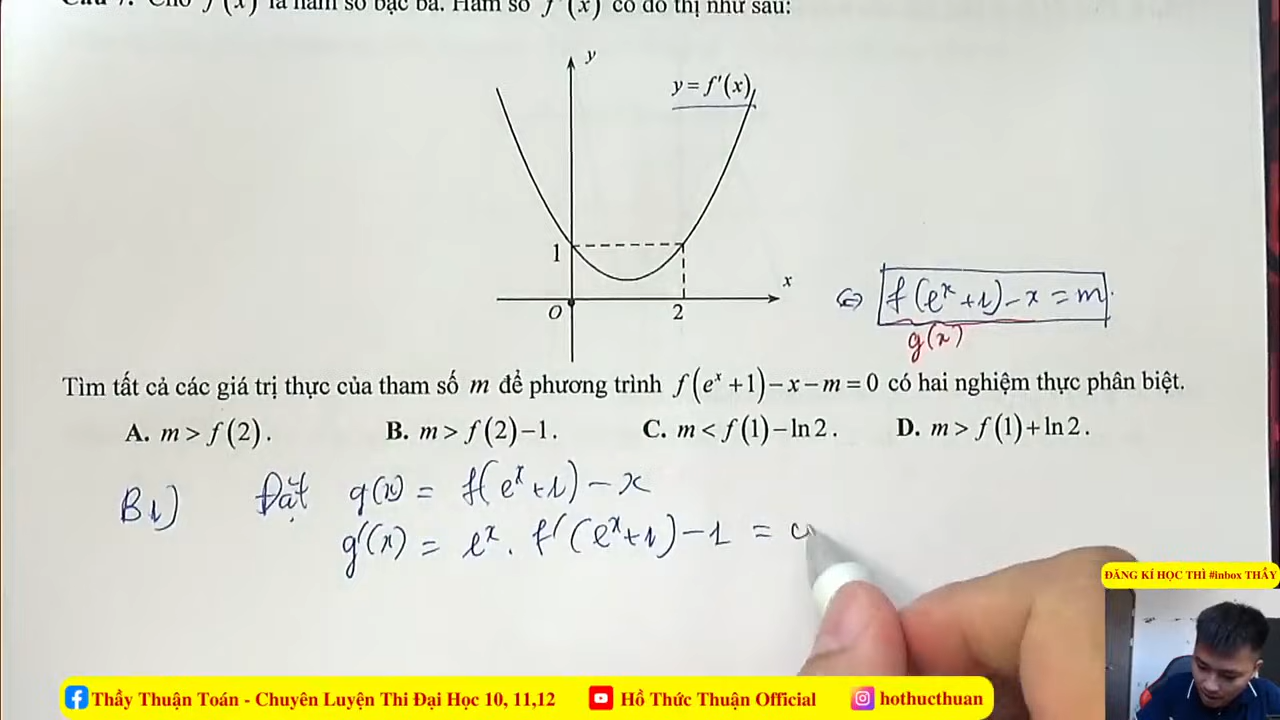 Câu 7. Cho f(x) là hàm số bậc ba. Hàm số f'(x) có đồ thị như sau:
y
y = f'(x)
1
x
O
2
⇔ f(eˣ+1) - x = m
g(x)
Tìm tất cả các giá trị thực của tham số m để phương trình f(eˣ+1) - x - m = 0 có hai nghiệm thực phân biệt.
A. m > f(2). B. m > f(2) - 1. C. m < f(1) - ln 2. D. m > f(1) + ln 2.
B1) Đặt g(x) = f(eˣ+1) - x
g'(x) = eˣ. f'(eˣ+1) - 1 =
ĐĂNG KÍ HỌC THÌ #inbox THẦY
Thầy Thuận Toán - Chuyên Luyện Thi Đại Học 10, 11,12 Hồ Thức Thuận Official hothucthuan